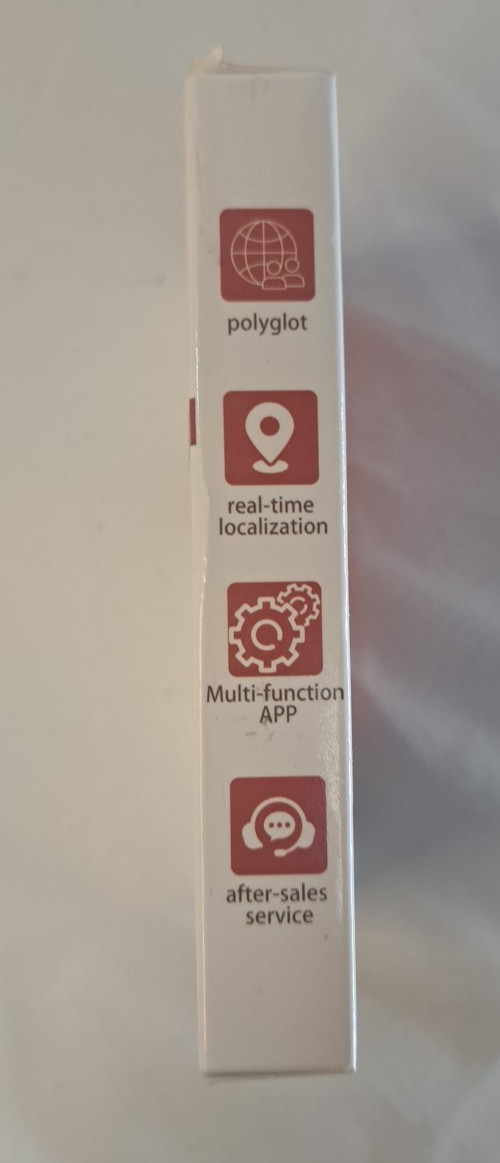 polyglot
real-time
localization
Multi-function
APP
after-sales
service